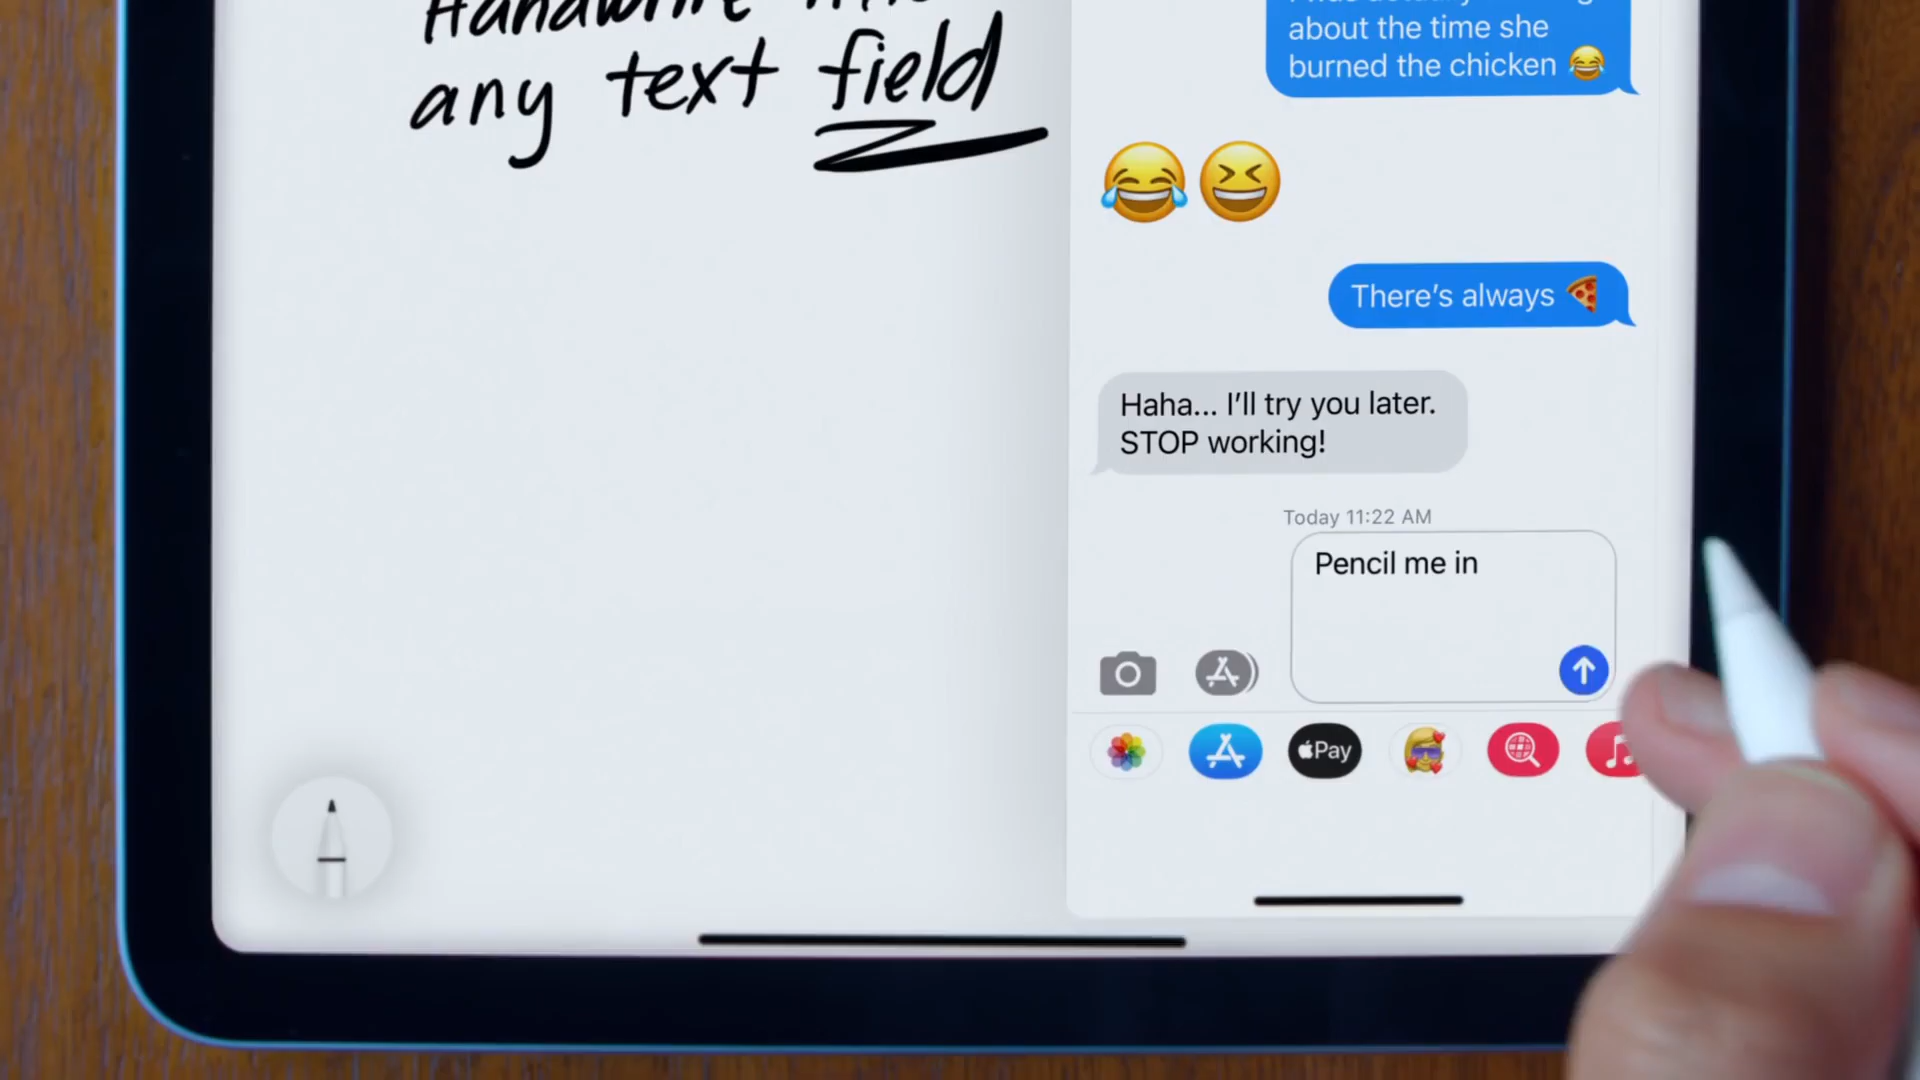 Handwrite
any text field
about the time she
burned the chicken 😂
😂😆
There's always 🍕
Haha... I'll try you later.
STOP working!
Today 11:22 AM
Pencil me in
Pay